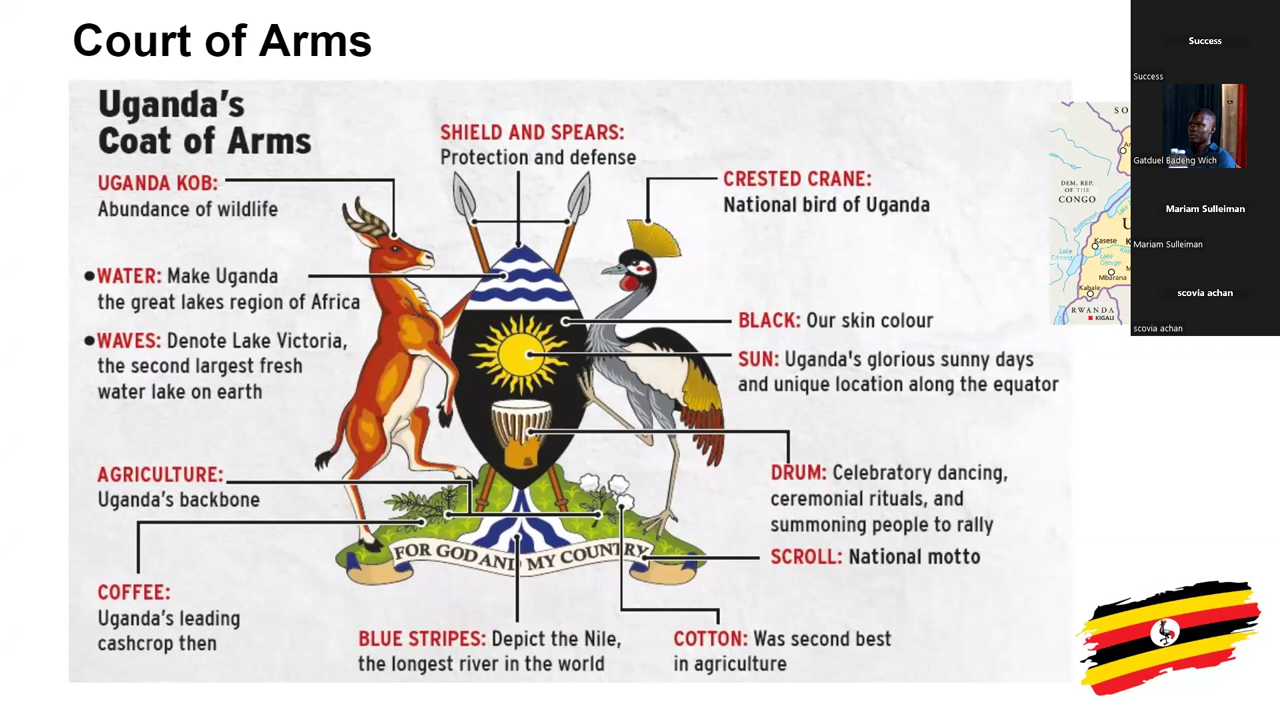 Court of Arms
Uganda's
Coat of Arms
SHIELD AND SPEARS:
Protection and defense
UGANDA KOB:
Abundance of wildlife
CRESTED CRANE:
National bird of Uganda
WATER: Make Uganda
the great lakes region of Africa
WAVES: Denote Lake Victoria,
the second largest fresh
water lake on earth
BLACK: Our skin colour
SUN: Uganda's glorious sunny days
and unique location along the equator
AGRICULTURE:
Uganda's backbone
DRUM: Celebratory dancing,
ceremonial rituals, and
summoning people to rally
FOR GOD AND MY COUNTRY
SCROLL: National motto
COFFEE:
Uganda's leading
cashcrop then
BLUE STRIPES: Depict the Nile,
the longest river in the world
COTTON: Was second best
in agriculture
SO
DEM. REP.
OF THE
CONGO
U
Kasese
K
Lake
George
M
Mbarana
Kabale
RWANDA
KIGALI
Success
Success
Gatduel Badeng Wich
Mariam Sulleiman
Mariam Sulleiman
scovia achan
scovia achan